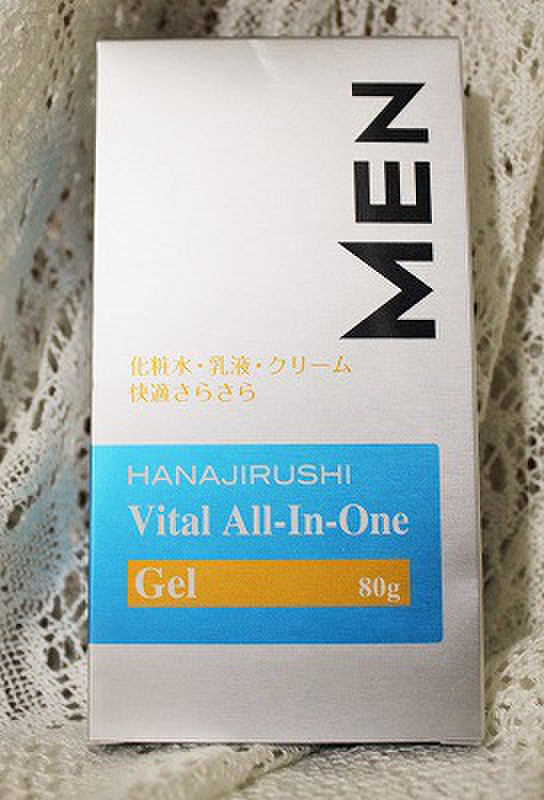 MEN
化粧水・乳液・クリーム
快適さらさら
HANAJIRUSHI
Vital All-In-One
Gel 80g